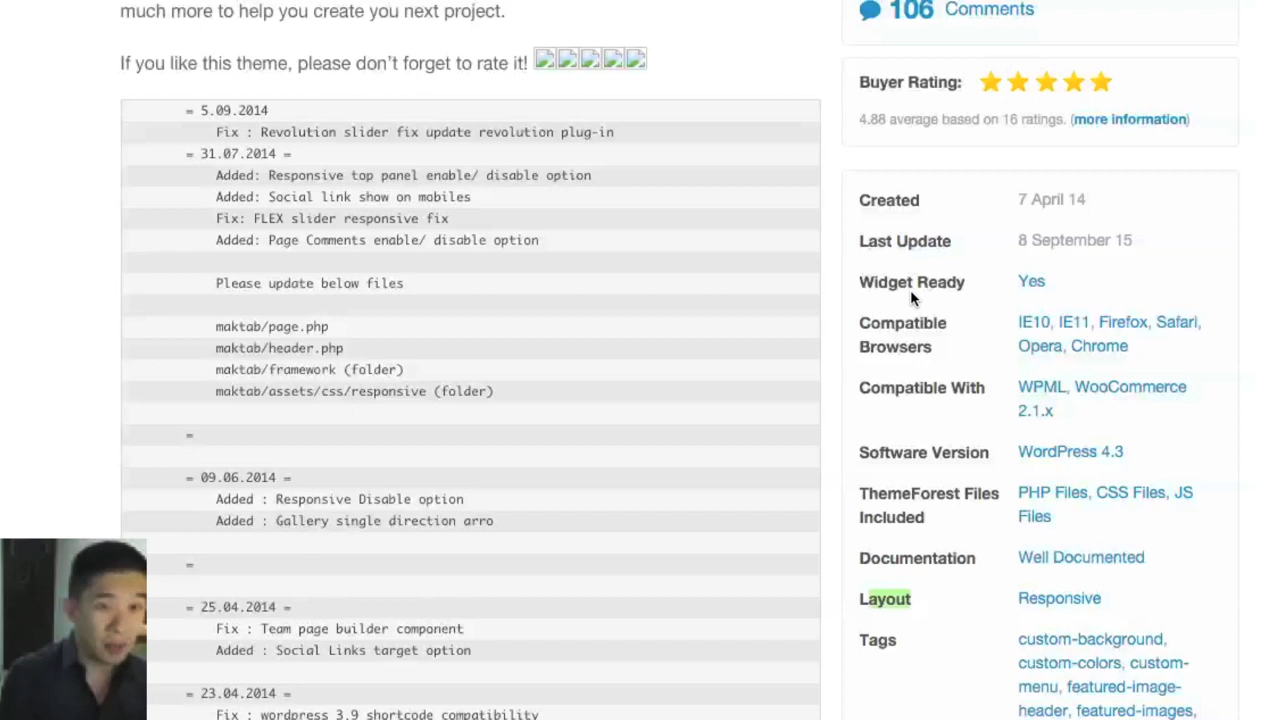 much more to help you create you next project.
If you like this theme, please don't forget to rate it!
= 5.09.2014
Fix : Revolution slider fix update revolution plug-in
= 31.07.2014 =
Added: Responsive top panel enable/ disable option
Added: Social link show on mobiles
Fix: FLEX slider responsive fix
Added: Page Comments enable/ disable option
Please update below files
maktab/page.php
maktab/header.php
maktab/framework (folder)
maktab/assets/css/responsive (folder)
=
= 09.06.2014 =
Added : Responsive Disable option
Added : Gallery single direction arro
=
= 25.04.2014 =
Fix : Team page builder component
Added : Social Links target option
= 23.04.2014 =
Fix : wordpress 3.9 shortcode compatibility
106 Comments
Buyer Rating:
4.88 average based on 16 ratings. (more information)
Created 7 April 14
Last Update 8 September 15
Widget Ready Yes
Compatible Browsers IE10, IE11, Firefox, Safari,
Opera, Chrome
Compatible With WPML, WooCommerce
2.1.x
Software Version WordPress 4.3
ThemeForest Files Included PHP Files, CSS Files, JS
Files
Documentation Well Documented
Layout Responsive
Tags custom-background,
custom-colors, custom-
menu, featured-image-
header, featured-images,